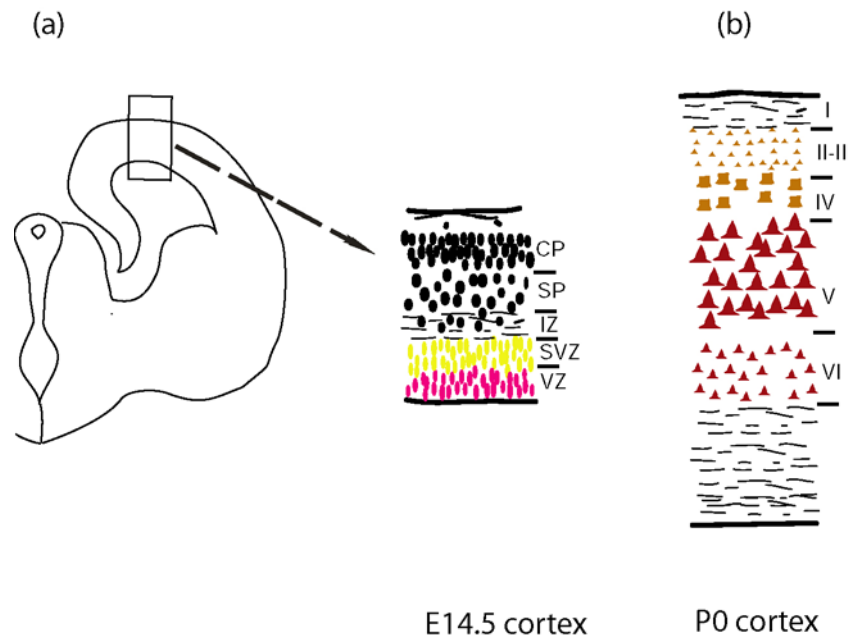 (a)
(b)
I
II-II
IV
V
VI
CP
SP
IZ
SVZ
VZ
E14.5 cortex
P0 cortex